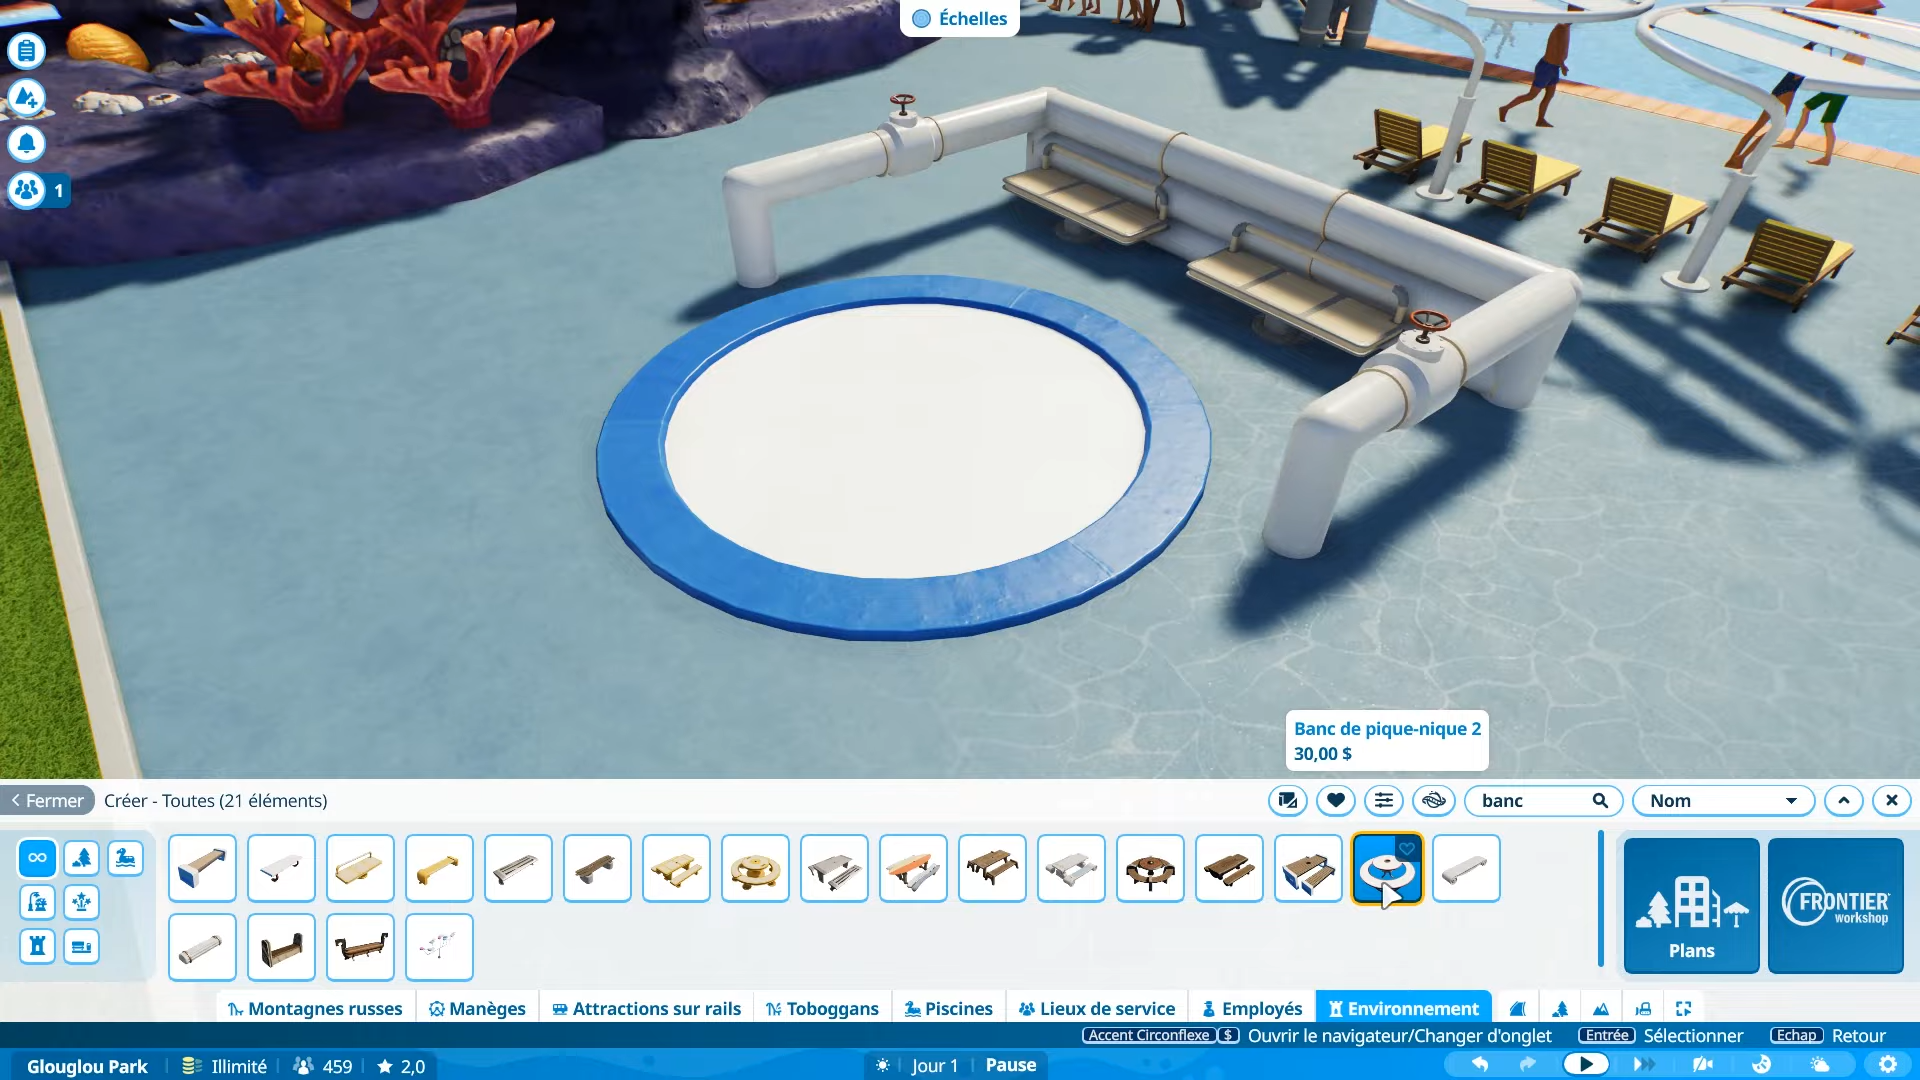 Échelles
1
Banc de pique-nique 2
30,00 $
Fermer
Créer - Toutes (21 éléments)
banc
Nom
Plans
FRONTIER
workshop
Montagnes russes
Manèges
Attractions sur rails
Toboggans
Piscines
Lieux de service
Employés
Environnement
Accent Circonflexe $ Ouvrir le navigateur/Changer d'onglet Entrée Sélectionner Echap Retour
Glouglou Park Illimité 459 2,0 Jour 1 Pause